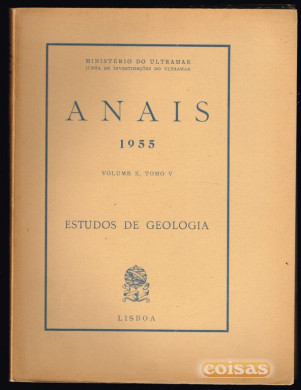 MINISTÉRIO DO ULTRAMAR
JUNTA DE INVESTIGAÇÕES DO ULTRAMAR
ANAIS
1955
VOLUME X, TOMO V
ESTUDOS DE GEOLOGIA
LISBOA
coisas